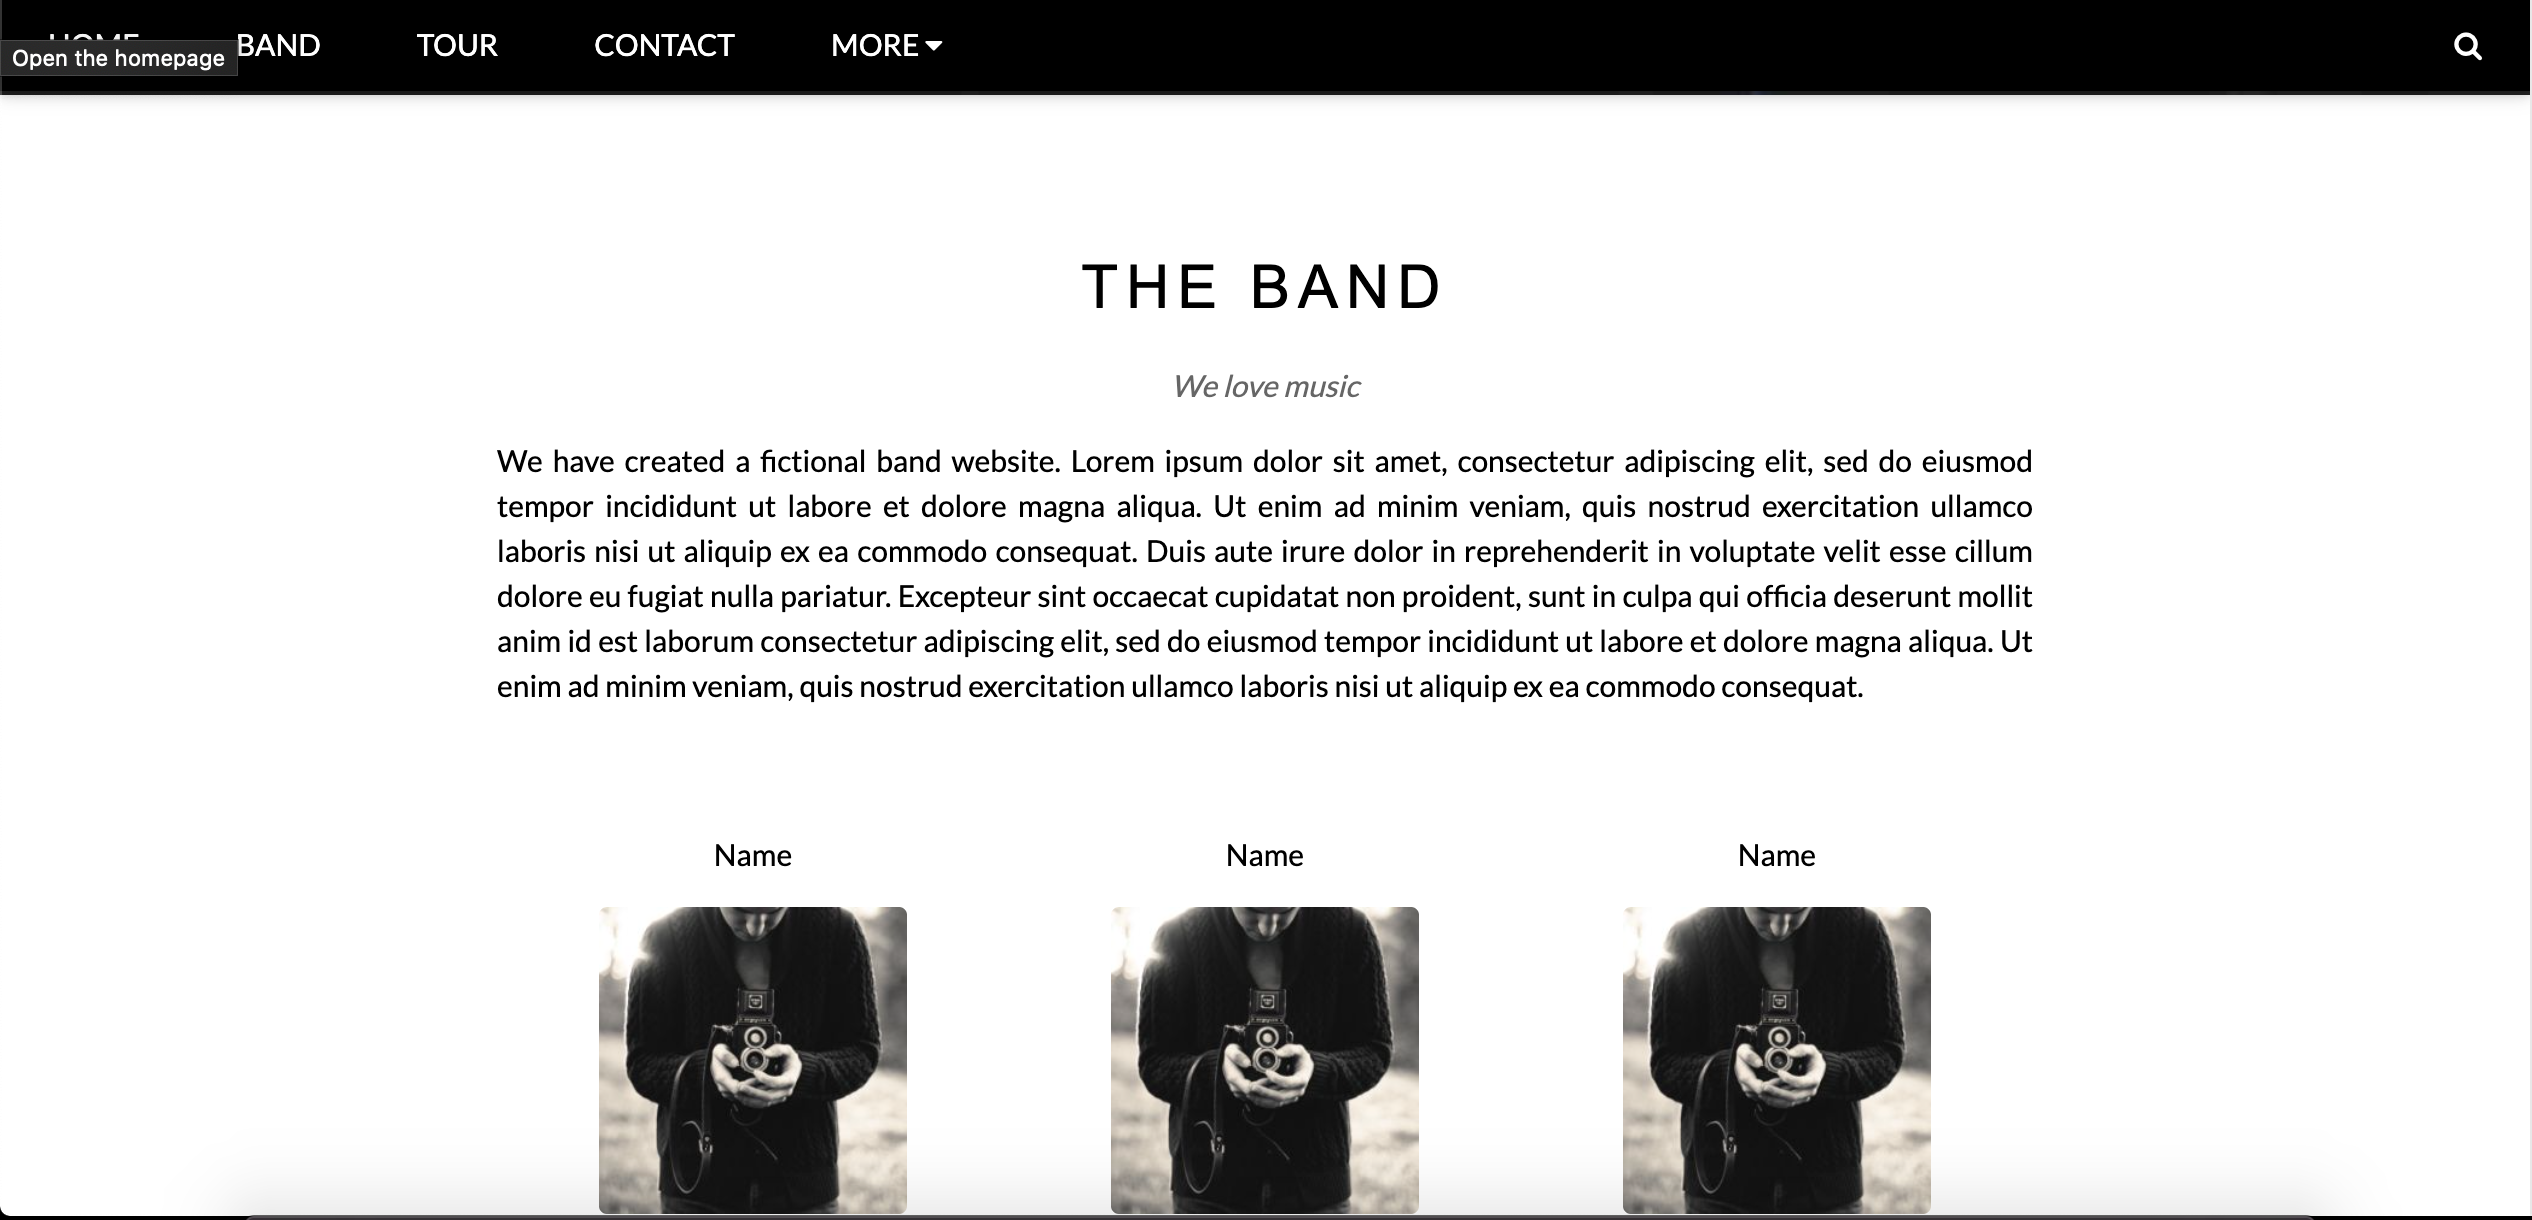 HOME BAND TOUR CONTACT MORE
Open the homepage
THE BAND
We love music
We have created a fictional band website. Lorem ipsum dolor sit amet, consectetur adipiscing elit, sed do eiusmod
tempor incididunt ut labore et dolore magna aliqua. Ut enim ad minim veniam, quis nostrud exercitation ullamco
laboris nisi ut aliquip ex ea commodo consequat. Duis aute irure dolor in reprehenderit in voluptate velit esse cillum
dolore eu fugiat nulla pariatur. Excepteur sint occaecat cupidatat non proident, sunt in culpa qui officia deserunt mollit
anim id est laborum consectetur adipiscing elit, sed do eiusmod tempor incididunt ut labore et dolore magna aliqua. Ut
enim ad minim veniam, quis nostrud exercitation ullamco laboris nisi ut aliquip ex ea commodo consequat.
Name Name Name